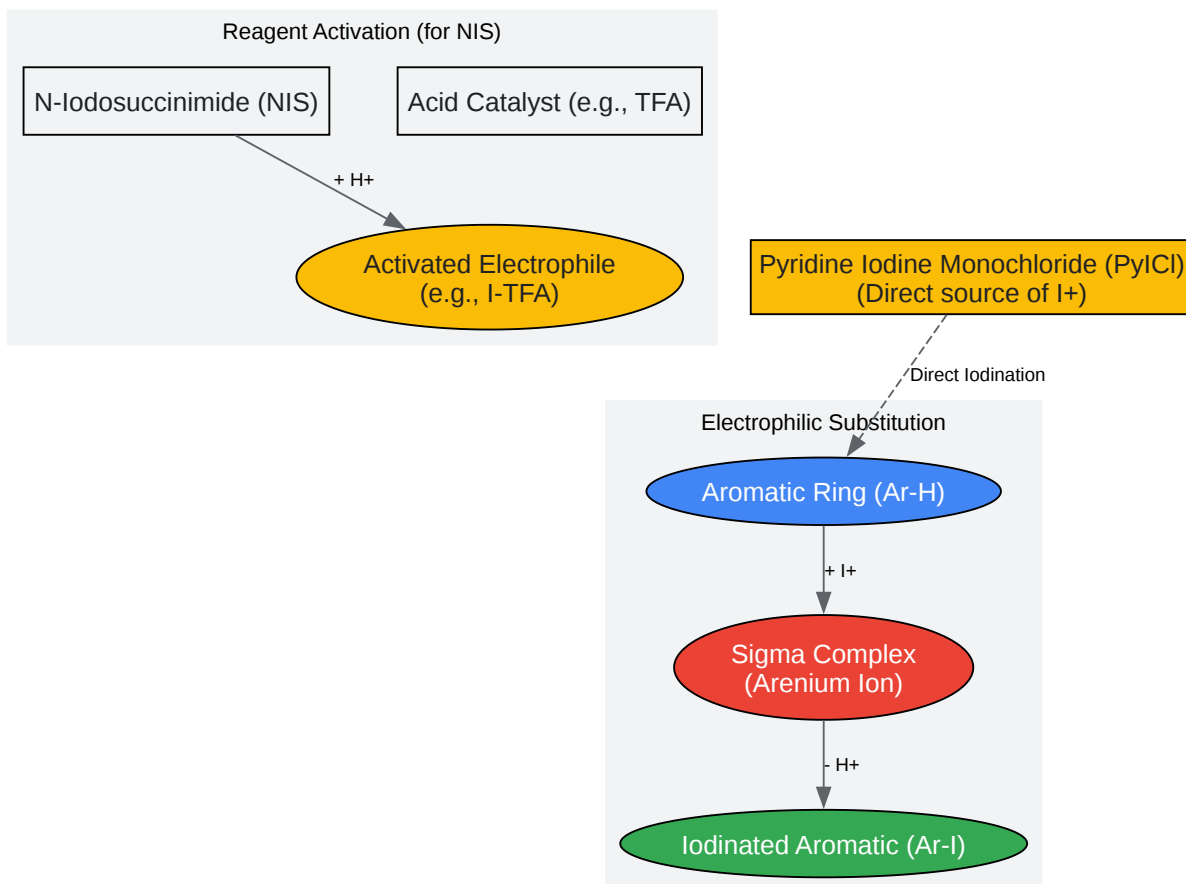 Reagent Activation (for NIS)
N-Iodosuccinimide (NIS)
Acid Catalyst (e.g., TFA)
+ H+
Activated Electrophile
(e.g., I-TFA)
Pyridine Iodine Monochloride (PyICl)
(Direct source of I+)
Direct Iodination
Electrophilic Substitution
Aromatic Ring (Ar-H)
+ I+
Sigma Complex
(Arenium Ion)
- H+
Iodinated Aromatic (Ar-I)